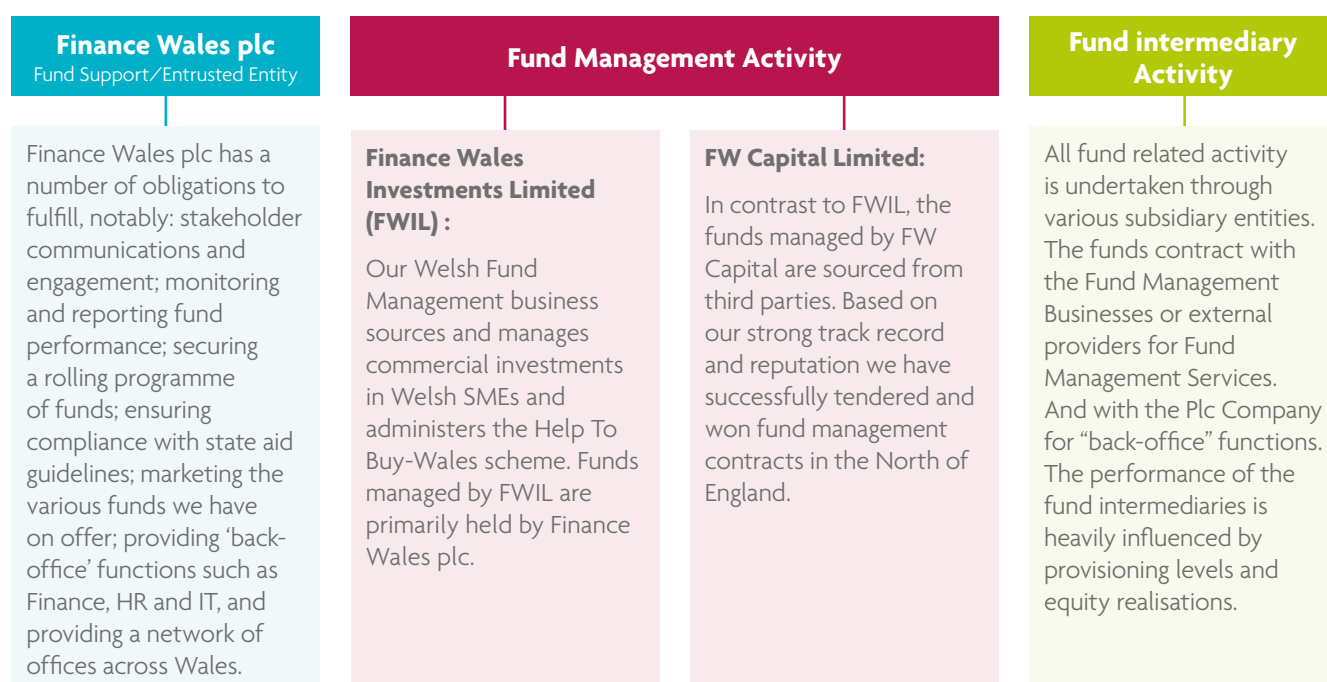 Finance Wales plc
Fund Support/Entrusted Entity
Finance Wales plc has a
number of obligations to
fulfill, notably: stakeholder
communications and
engagement; monitoring
and reporting fund
performance; securing
a rolling programme
of funds; ensuring
compliance with state aid
guidelines; marketing the
various funds we have
on offer; providing ‘back-
office’ functions such as
Finance, HR and IT, and
providing a network of
offices across Wales.
Fund Management Activity
Finance Wales
Investments Limited
(FWIL) :
Our Welsh Fund
Management business
sources and manages
commercial investments
in Welsh SMEs and
administers the Help To
Buy-Wales scheme. Funds
managed by FWIL are
primarily held by Finance
Wales plc.
FW Capital Limited:
In contrast to FWIL, the
funds managed by FW
Capital are sourced from
third parties. Based on
our strong track record
and reputation we have
successfully tendered and
won fund management
contracts in the North of
England.
Fund intermediary
Activity
All fund related activity
is undertaken through
various subsidiary entities.
The funds contract with
the Fund Management
Businesses or external
providers for Fund
Management Services.
And with the Plc Company
for “back-office” functions.
The performance of the
fund intermediaries is
heavily influenced by
provisioning levels and
equity realisations.